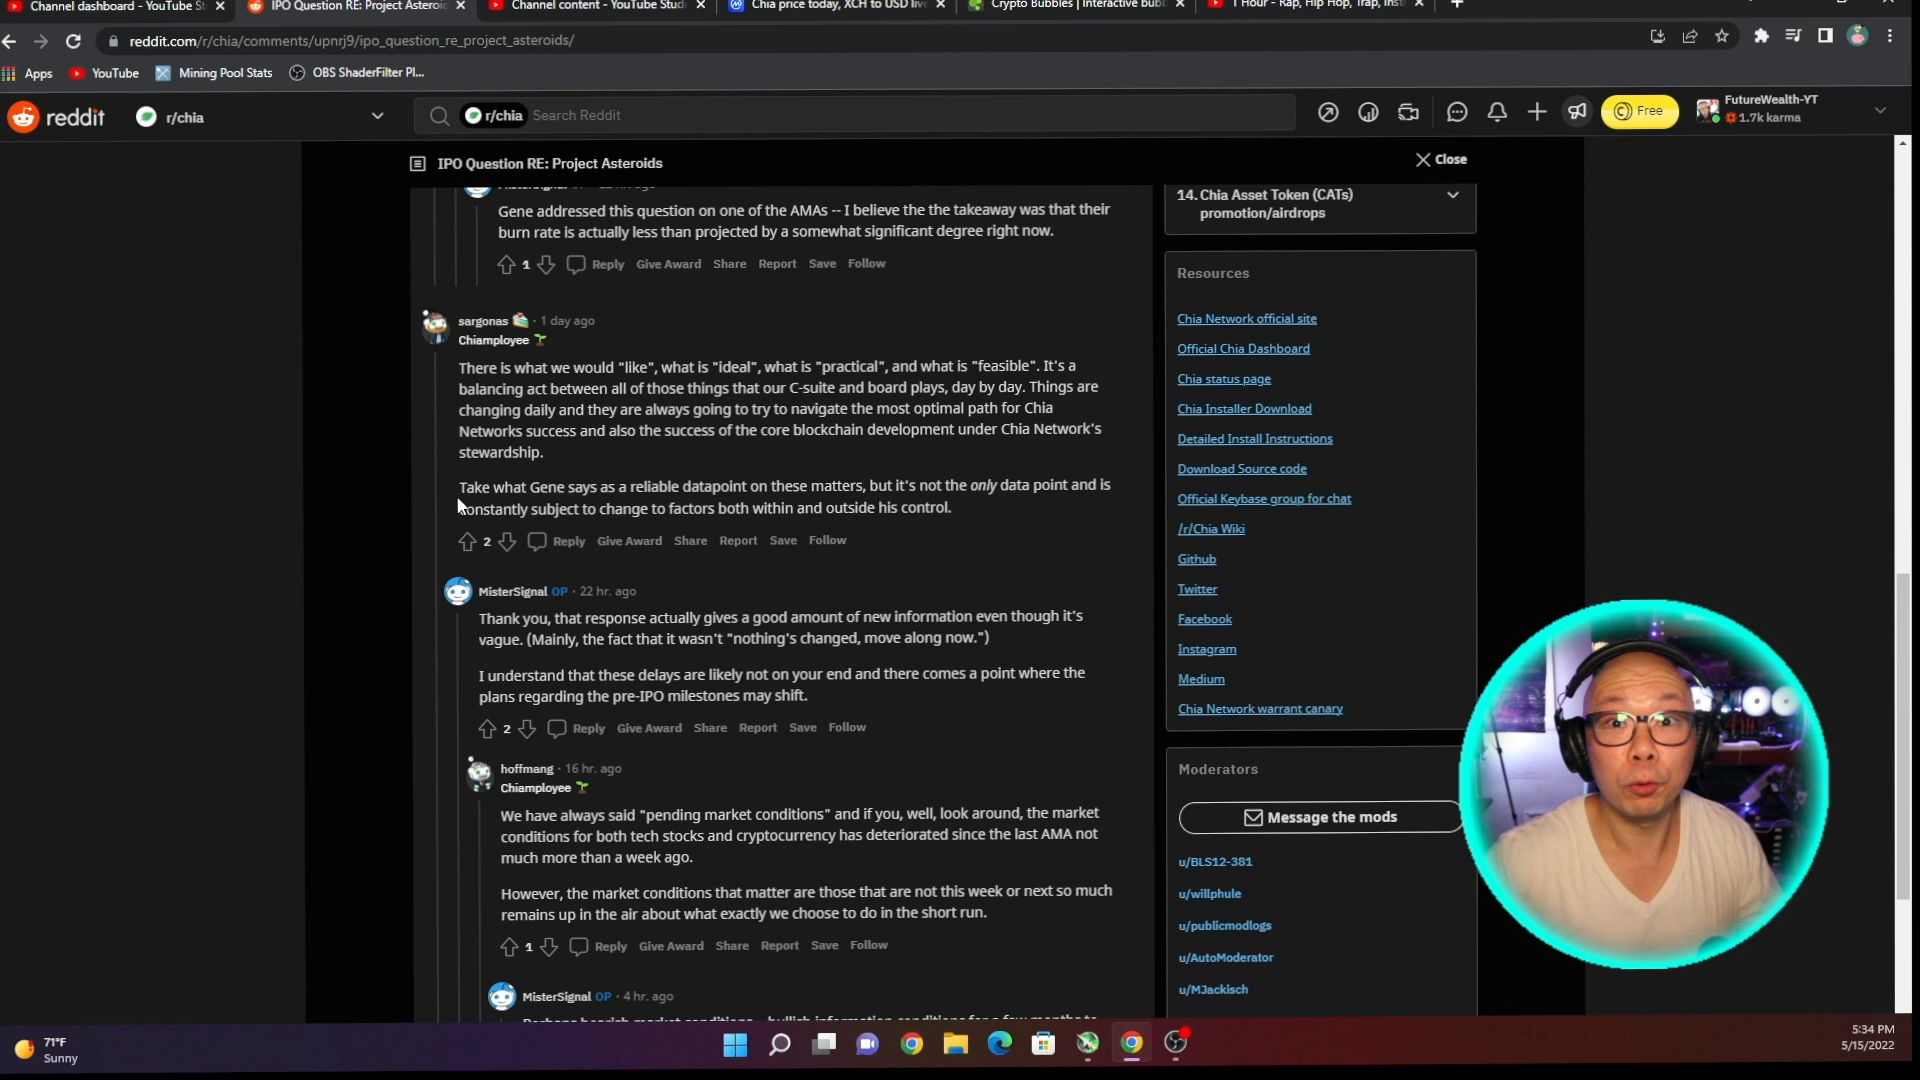 Channel dashboard - YouTube St
IPO Question RE: Project Asteroid
Channel content - YouTube Studi
Chia price today, XCH to USD live
Crypto Bubbles | Interactive bubb
1 Hour - Rap, Hip Hop, Trap, Inst
reddit.com/r/chia/comments/upnrj9/ipo_question_re_project_asteroids/
Apps
YouTube
Mining Pool Stats
OBS ShaderFilter Pl...
reddit
r/chia
r/chia Search Reddit
Free
FutureWealth-YT
1.7k karma
IPO Question RE: Project Asteroids
Close
Gene addressed this question on one of the AMAs -- I believe the the takeaway was that their
burn rate is actually less than projected by a somewhat significant degree right now.
1 Reply Give Award Share Report Save Follow
sargonas · 1 day ago
Chiamployee
There is what we would "like", what is "ideal", what is "practical", and what is "feasible". It's a
balancing act between all of those things that our C-suite and board plays, day by day. Things are
changing daily and they are always going to try to navigate the most optimal path for Chia
Networks success and also the success of the core blockchain development under Chia Network's
stewardship.
Take what Gene says as a reliable datapoint on these matters, but it's not the only data point and is
constantly subject to change to factors both within and outside his control.
2 Reply Give Award Share Report Save Follow
MisterSignal OP · 22 hr. ago
Thank you, that response actually gives a good amount of new information even though it's
vague. (Mainly, the fact that it wasn't "nothing's changed, move along now.")
I understand that these delays are likely not on your end and there comes a point where the
plans regarding the pre-IPO milestones may shift.
2 Reply Give Award Share Report Save Follow
hoffmang · 16 hr. ago
Chiamployee
We have always said "pending market conditions" and if you, well, look around, the market
conditions for both tech stocks and cryptocurrency has deteriorated since the last AMA not
much more than a week ago.
However, the market conditions that matter are those that are not this week or next so much
remains up in the air about what exactly we choose to do in the short run.
1 Reply Give Award Share Report Save Follow
MisterSignal OP · 4 hr. ago
14. Chia Asset Token (CATs)
promotion/airdrops
Resources
Chia Network official site
Official Chia Dashboard
Chia status page
Chia Installer Download
Detailed Install Instructions
Download Source code
Official Keybase group for chat
/r/Chia Wiki
Github
Twitter
Facebook
Instagram
Medium
Chia Network warrant canary
Moderators
Message the mods
u/BLS12-381
u/willphule
u/publicmodlogs
u/AutoModerator
u/MJackisch
71°F
Sunny
5:34 PM
5/15/2022